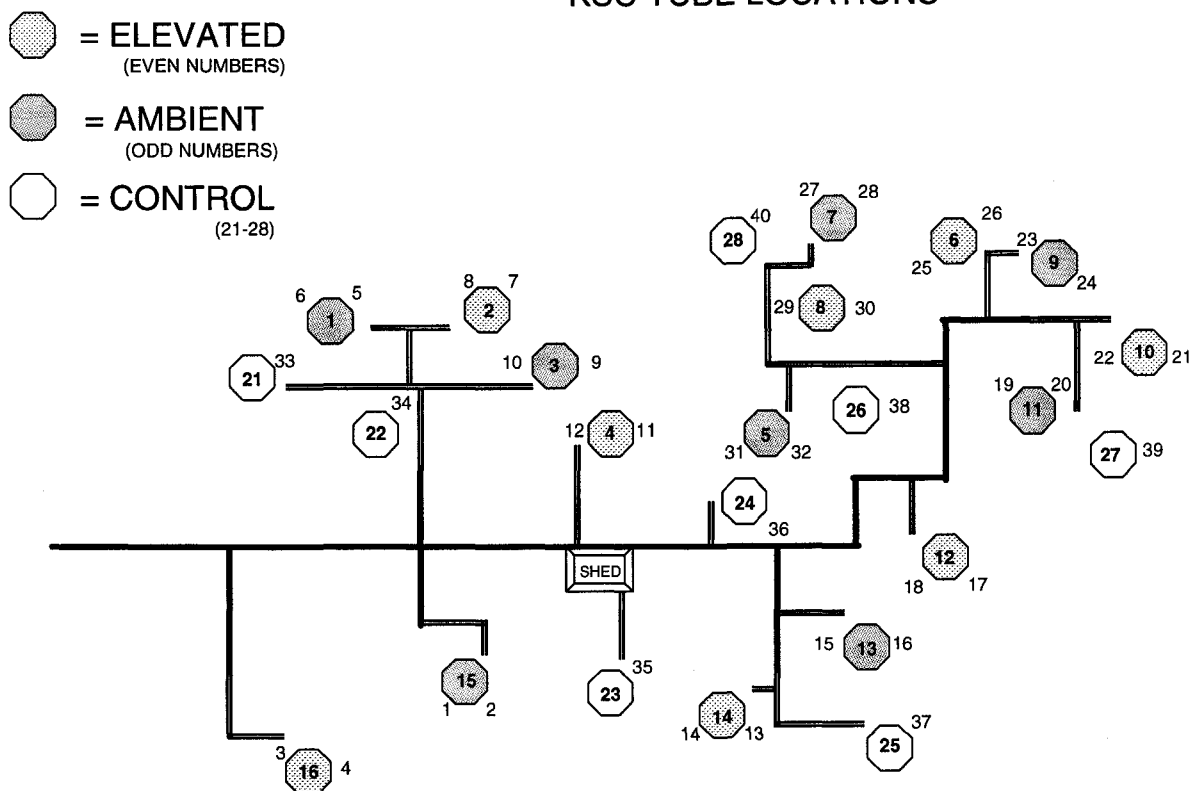 TUBE LOCATIONS
= ELEVATED
(EVEN NUMBERS)
= AMBIENT
(ODD NUMBERS)
= CONTROL
(21-28)
27 28
40 7
28
26
6 23
25 9
24
8 7
6 5 2
1
29 8 30
33 10 3 9
21
22 10 21
19 20
11
34
22
12 4 11
26 38
5
31 32
27 39
24
36
SHED
12
18 17
15 13 16
15
1 2
35
23
14
14 13
37
25
3
16 4